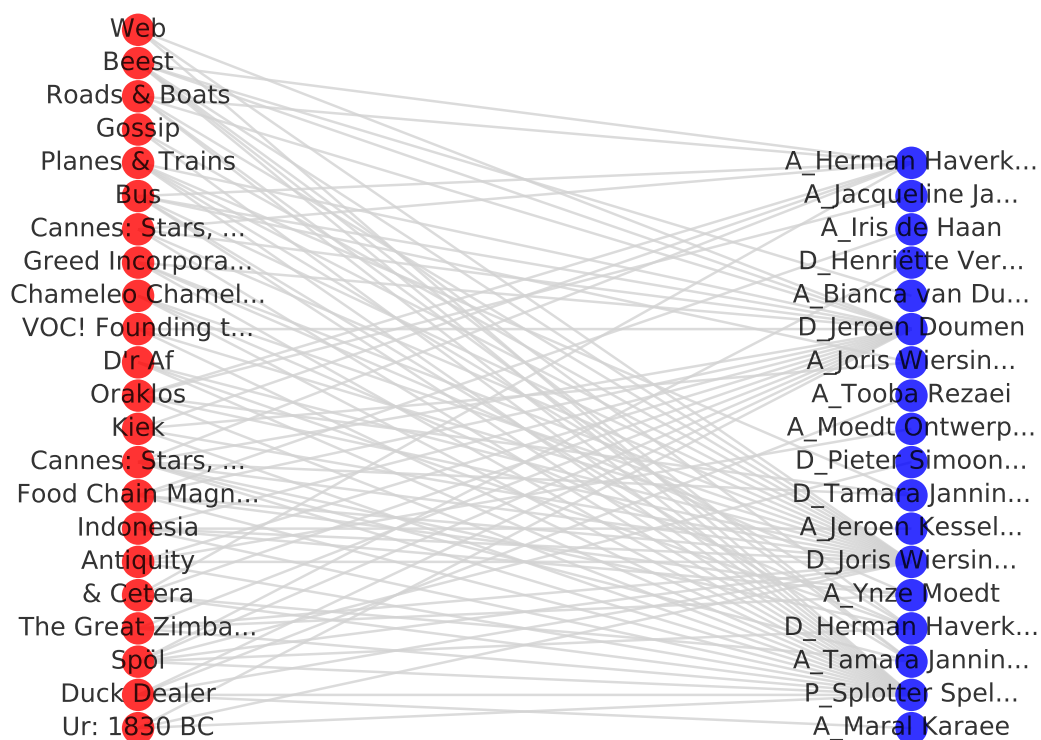 Web
Beest
Roads & Boats
Gossip
Planes & Trains
Bus
Cannes: Stars, ...
Greed Incorpora...
Chameleo Chamel...
VOC! Founding t...
D'r Af
Oraklos
Kiek
Cannes: Stars, ...
Food Chain Magn...
Indonesia
Antiquity
& Cetera
The Great Zimba...
Spöl
Duck Dealer
Ur: 1830 BC
A_Herman Haverk...
A_Jacqueline Ja...
A_Iris de Haan
D_Henriëtte Ver...
A_Bianca van Du...
D_Jeroen Doumen
A_Joris Wiersin...
A_Tooba Rezaei
A_Moedt Ontwerp...
D_Pieter Simoon...
D_Tamara Jannin...
A_Jeroen Kessel...
D_Joris Wiersin...
A_Ynze Moedt
D_Herman Haverk...
A_Tamara Jannin...
P_Splotter Spel...
A_Maral Karaee